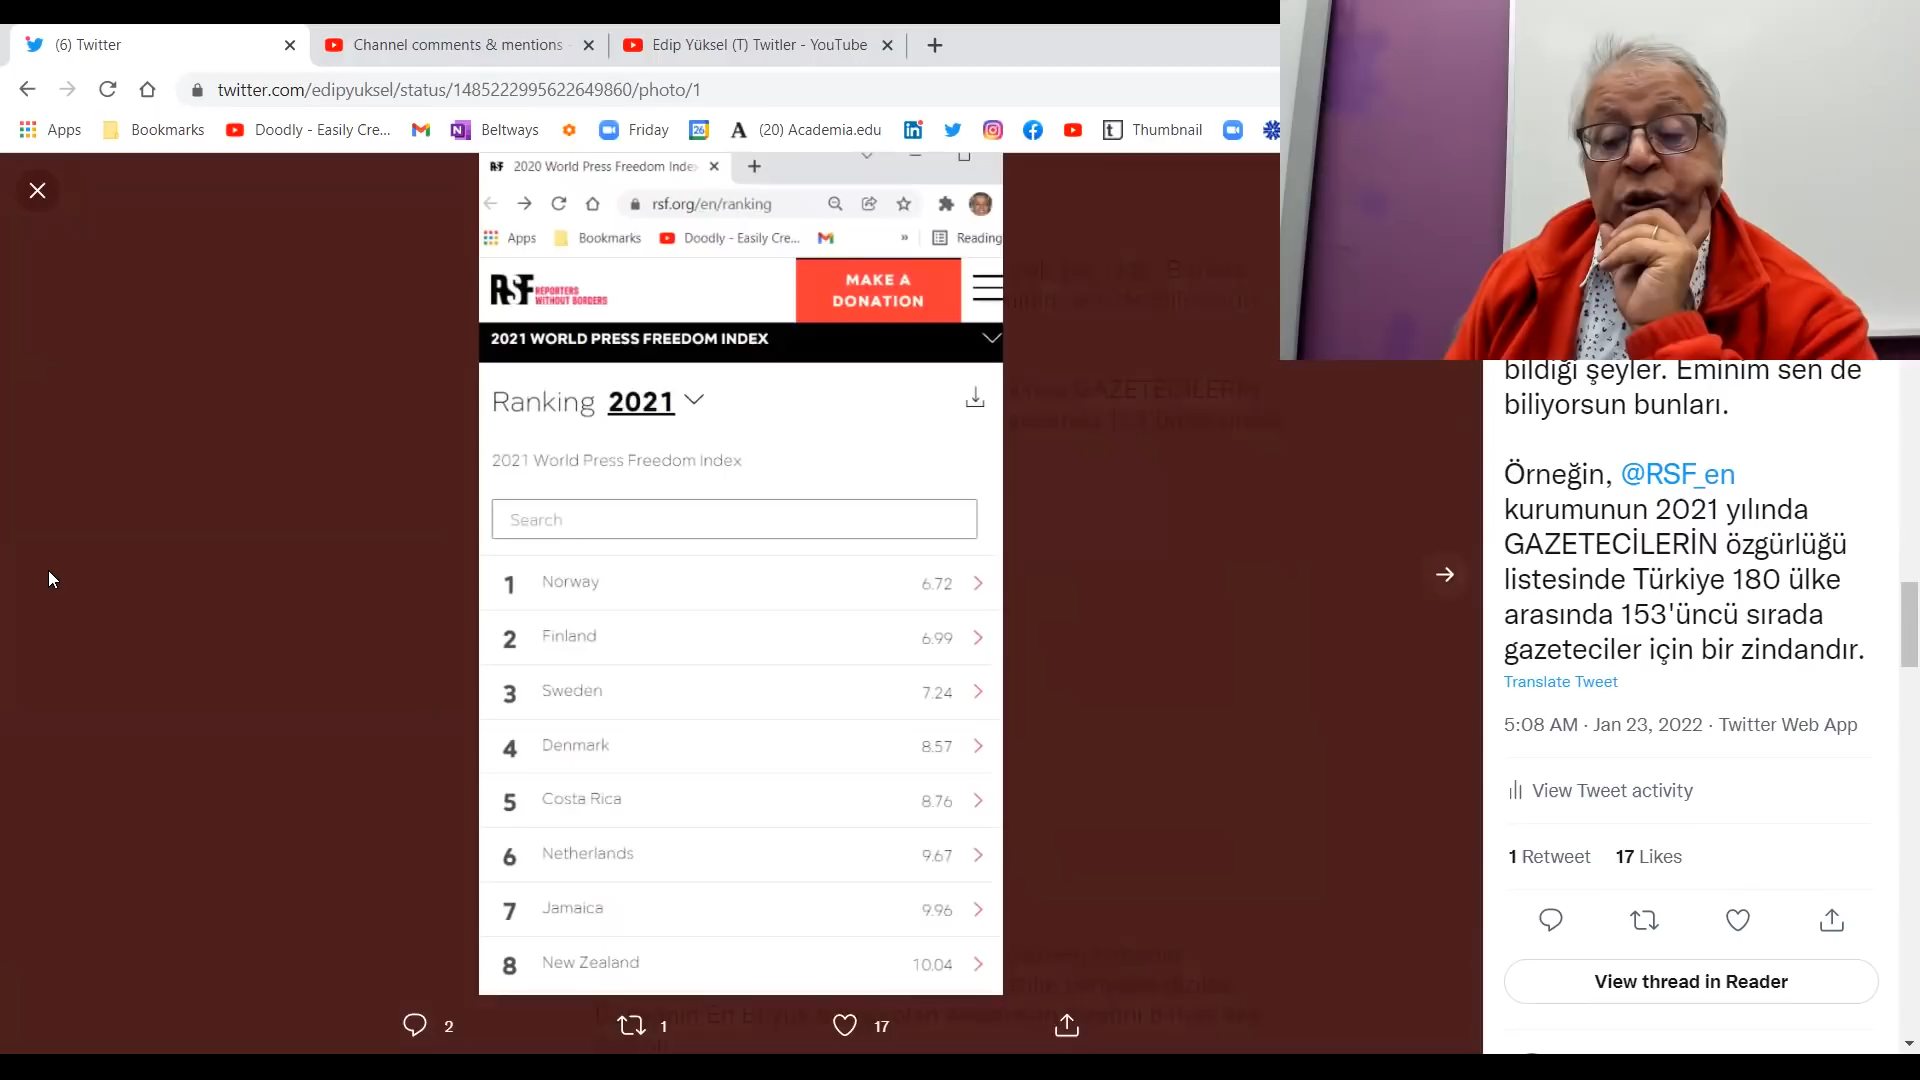 (6) Twitter
Channel comments & mentions
Edip Yüksel (T) Twitler - YouTube
twitter.com/edipyuksel/status/1485222995622649860/photo/1
Apps
Bookmarks
Doodly - Easily Cre...
Beltways
Friday
26
(20) Academia.edu
Thumbnail
RSF 2020 World Press Freedom Inde
rsf.org/en/ranking
Apps
Bookmarks
Doodly - Easily Cre...
»
Reading
RSF REPORTERS
WITHOUT BORDERS
MAKE A
DONATION
2021 WORLD PRESS FREEDOM INDEX
Ranking 2021
2021 World Press Freedom Index
Search
1 Norway 6.72
2 Finland 6.99
3 Sweden 7.24
4 Denmark 8.57
5 Costa Rica 8.76
6 Netherlands 9.67
7 Jamaica 9.96
8 New Zealand 10.04
2
1
17
bildiği şeyler. Eminim sen de
biliyorsun bunları.
Örneğin, @RSF_en
kurumunun 2021 yılında
GAZETECİLERİN özgürlüğü
listesinde Türkiye 180 ülke
arasında 153'üncü sırada
gazeteciler için bir zindandır.
Translate Tweet
5:08 AM · Jan 23, 2022 · Twitter Web App
View Tweet activity
1 Retweet 17 Likes
View thread in Reader